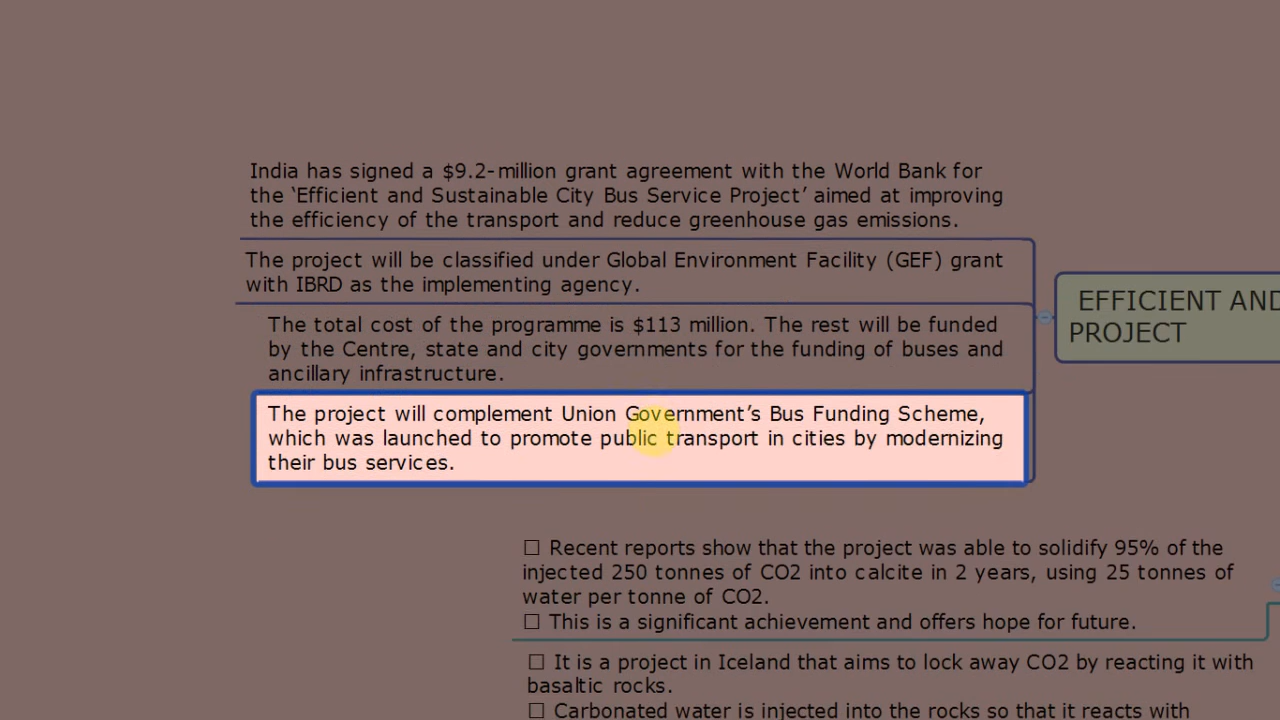 India has signed a $9.2-million grant agreement with the World Bank for
the ‘Efficient and Sustainable City Bus Service Project’ aimed at improving
the efficiency of the transport and reduce greenhouse gas emissions.
The project will be classified under Global Environment Facility (GEF) grant
with IBRD as the implementing agency.
The total cost of the programme is $113 million. The rest will be funded
by the Centre, state and city governments for the funding of buses and
ancillary infrastructure.
The project will complement Union Government’s Bus Funding Scheme,
which was launched to promote public transport in cities by modernizing
their bus services.
EFFICIENT AND
PROJECT
☐ Recent reports show that the project was able to solidify 95% of the
injected 250 tonnes of CO2 into calcite in 2 years, using 25 tonnes of
water per tonne of CO2.
☐ This is a significant achievement and offers hope for future.
☐ It is a project in Iceland that aims to lock away CO2 by reacting it with
basaltic rocks.
☐ Carbonated water is injected into the rocks so that it reacts with